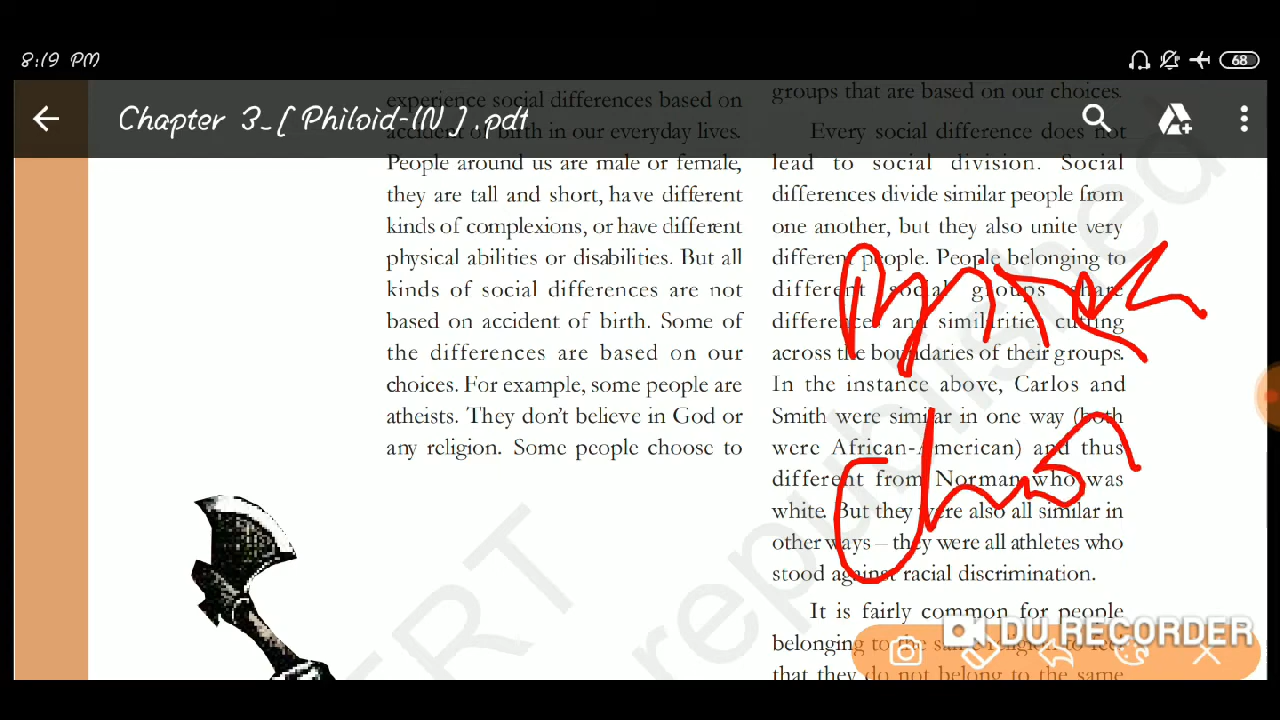 8:19 PM
68
Chapter 3_[ Philoid-IN ].pdf
experience social differences based on
accident of birth in our everyday lives.
People around us are male or female,
they are tall and short, have different
kinds of complexions, or have different
physical abilities or disabilities. But all
kinds of social differences are not
based on accident of birth. Some of
the differences are based on our
choices. For example, some people are
atheists. They don't believe in God or
any religion. Some people choose to
groups that are based on our choices.
Every social difference does not
lead to social division. Social
differences divide similar people from
one another, but they also unite very
different people. People belonging to
different social groups share
differences and similarities cutting
across the boundaries of their groups.
In the instance above, Carlos and
Smith were similar in one way (both
were African-American) and thus
different from Norman who was
white. But they were also all similar in
other ways – they were all athletes who
stood against racial discrimination.
It is fairly common for people
belonging to the same religion to feel
that they do not belong to the same
DU RECORDER
republished